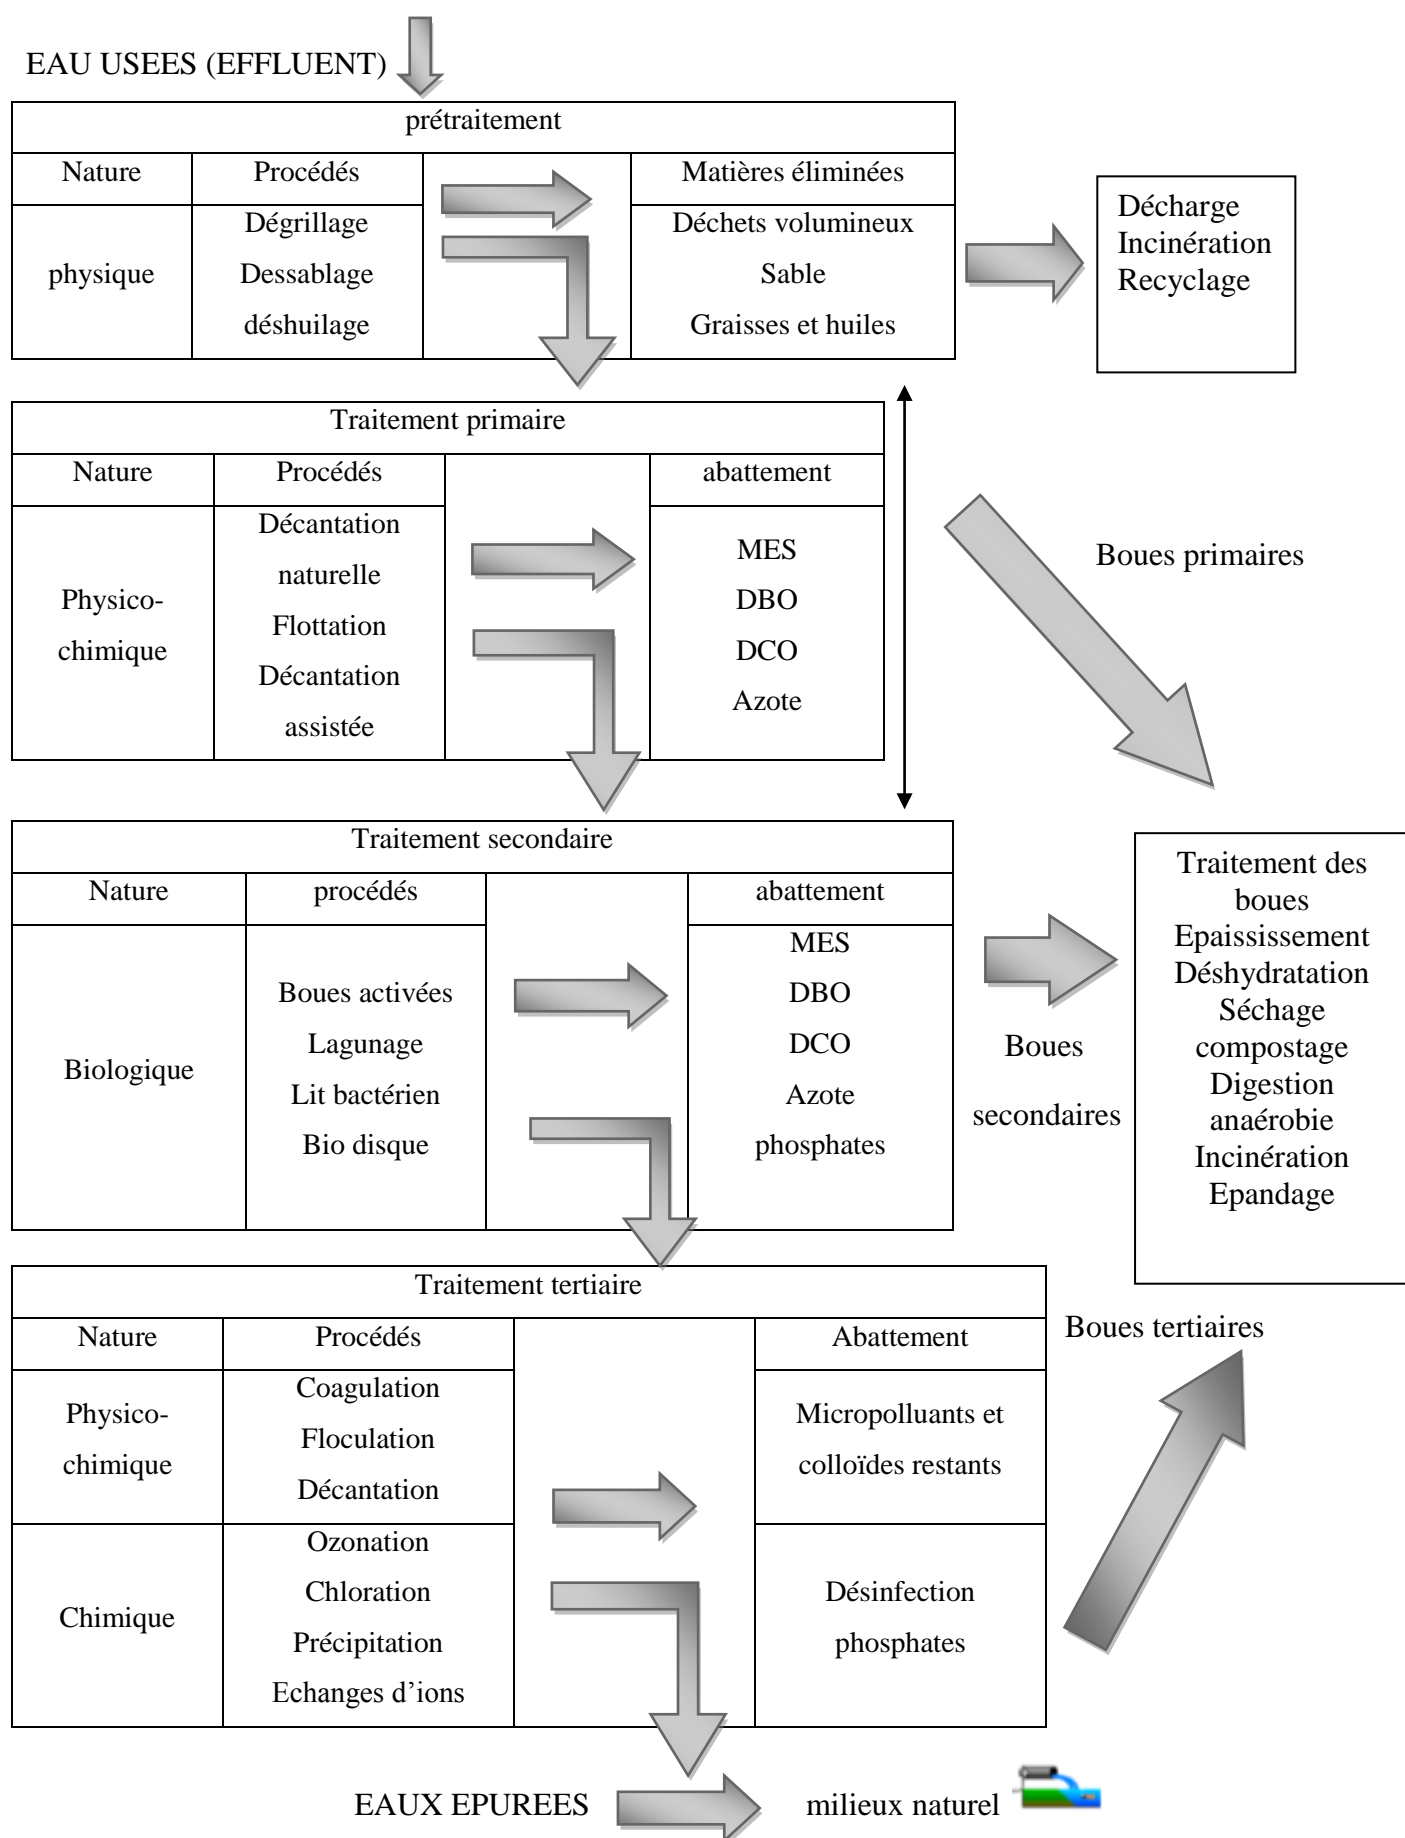 EAU USEES (EFFLUENT)
prétraitement
Nature
Procédés
Matières éliminées
physique
Dégrillage
Dessablage
déshuilage
Déchets volumineux
Sable
Graisses et huiles
Décharge
Incinération
Recyclage
Traitement primaire
Nature
Procédés
abattement
Physico-
chimique
Décantation
naturelle
Flottation
Décantation
assistée
MES
DBO
DCO
Azote
Boues primaires
Traitement secondaire
Nature
procédés
abattement
Biologique
Boues activées
Lagunage
Lit bactérien
Bio disque
MES
DBO
DCO
Azote
phosphates
Boues
secondaires
Traitement des
boues
Epaississement
Déshydratation
Séchage
compostage
Digestion
anaérobie
Incinération
Epandage
Traitement tertiaire
Nature
Procédés
Abattement
Physico-
chimique
Coagulation
Floculation
Décantation
Micropolluants et
colloïdes restants
Chimique
Ozonation
Chloration
Précipitation
Echanges d’ions
Désinfection
phosphates
Boues tertiaires
EAUX EPUREES
milieux naturel